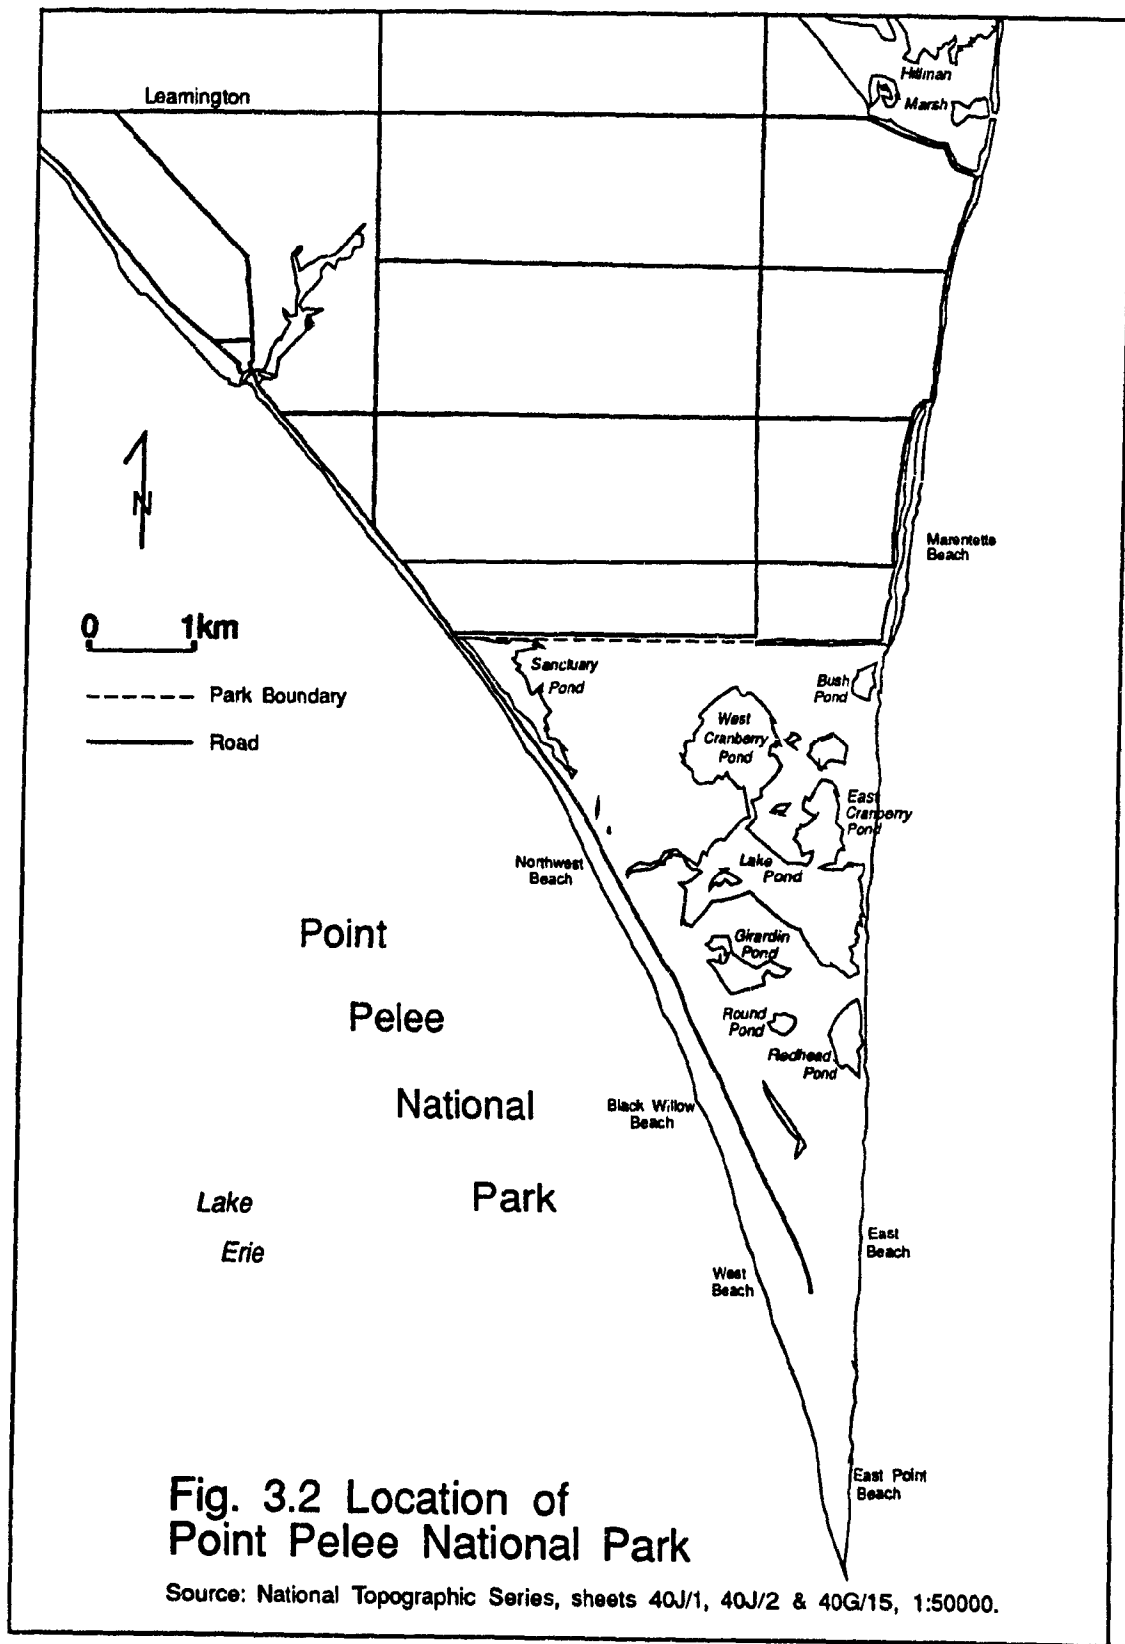 Leamington
Hillman
Marsh
N
Marentette
Beach
0 1km
Park Boundary
Road
Sanctuary
Pond
Bush
Pond
West
Cranberry
Pond
East
Cranberry
Pond
Northwest
Beach
Lake
Pond
Girardin
Pond
Round
Pond
Redhead
Pond
Point
Pelee
National
Park
Black Willow
Beach
Lake
Erie
East
Beach
West
Beach
East Point
Beach
Fig. 3.2 Location of
Point Pelee National Park
Source: National Topographic Series, sheets 40J/1, 40J/2 & 40G/15, 1:50000.